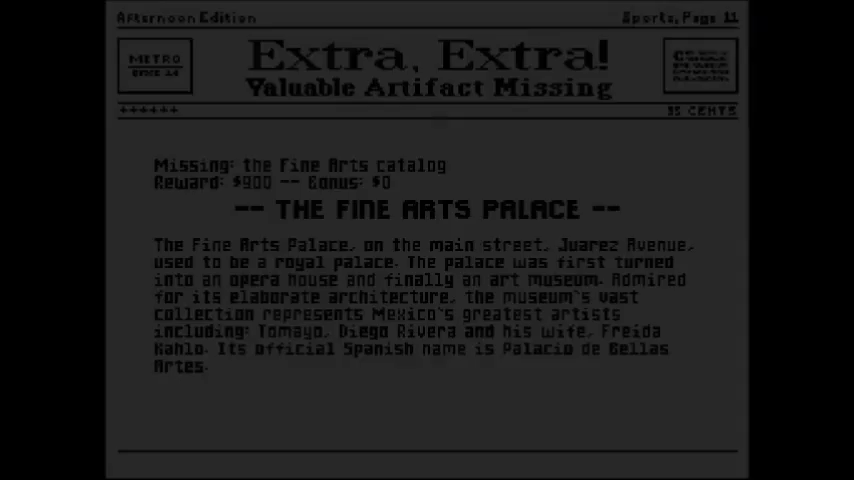 Afternoon Edition
Sports, Page 11
METRO
Extra, Extra!
Valuable Artifact Missing
++++++
35 CENTS
Missing: the Fine Arts catalog
Reward: $900 -- Bonus: $0
-- THE FINE ARTS PALACE --
The Fine Arts Palace, on the main street, Juarez Avenue,
used to be a royal palace. The palace was first turned
into an opera house and finally an art museum. Admired
for its elaborate architecture, the museum's vast
collection represents Mexico's greatest artists
including: Tomayo, Diego Rivera and his wife, Freida
Kahlo. Its official Spanish name is Palacio de Bellas
Artes.